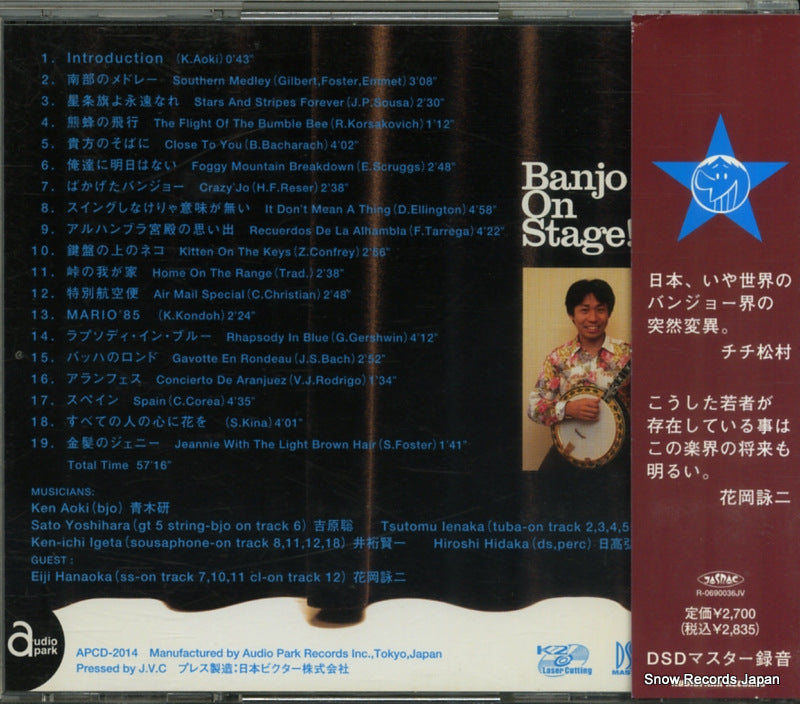 1. Introduction (K.Aoki) 0'43"
2. 南部のメドレー Southern Medley (Gilbert,Foster,Emmet) 3'08"
3. 星条旗よ永遠なれ Stars And Stripes Forever (J.P.Sousa) 2'30"
4. 熊蜂の飛行 The Flight Of The Bumble Bee (R.Korsakovich) 1'12"
5. 貴方のそばに Close To You (B.Bacharach) 4'02"
6. 俺達に明日はない Foggy Mountain Breakdown (E.Scruggs) 2'48"
7. ばかげたバンジョー Crazy'Jo (H.F.Reser) 2'38"
8. スイングしなけりゃ意味が無い It Don't Mean A Thing (D.Ellington) 4'58"
9. アルハンブラ宮殿の思い出 Recuerdos De La Alhambla (F.Tarrega) 4'22"
10. 鍵盤の上のネコ Kitten On The Keys (Z.Confrey) 2'56"
11. 峠の我が家 Home On The Range (Trad.) 2'38"
12. 特別航空便 Air Mail Special (C.Christian) 2'48"
13. MARIO'85 (K.Kondoh) 2'24"
14. ラプソディ・イン・ブルー Rhapsody In Blue (G.Gershwin) 4'12"
15. バッハのロンド Gavotte En Rondeau (J.S.Bach) 2'52"
16. アランフェス Concierto De Aranjuez (V.J.Rodrigo) 1'34"
17. スペイン Spain (C.Corea) 4'35"
18. すべての人の心に花を (S.Kina) 4'01"
19. 金髪のジェニー Jeannie With The Light Brown Hair (S.Foster) 1'41"
Total Time 57'16"
MUSICIANS:
Ken Aoki (bjo) 青木研
Sato Yoshihara (gt 5 string-bjo on track 6) 吉原聡 Tsutomu Ienaka (tuba-on track 2,3,4,5
Ken-ichi Igeta (sousaphone-on track 8,11,12,18) 井桁賢一 Hiroshi Hidaka (ds,perc) 日高弘
GUEST:
Eiji Hanaoka (ss-on track 7,10,11 cl-on track 12) 花岡詠二
audio park
APCD-2014 Manufactured by Audio Park Records Inc.,Tokyo,Japan
Pressed by J.V.C プレス製造:日本ビクター株式会社
K2 Laser Cutting
Banjo
On
Stage!
日本、いや世界の
バンジョー界の
突然変異。
チチ松村
こうした若者が
存在している事は
この楽界の将来も
明るい。
花岡詠二
JASRAC
R-0690036JV
定価¥2,700
(税込¥2,835)
DSDマスター録音
Snow Records Japan